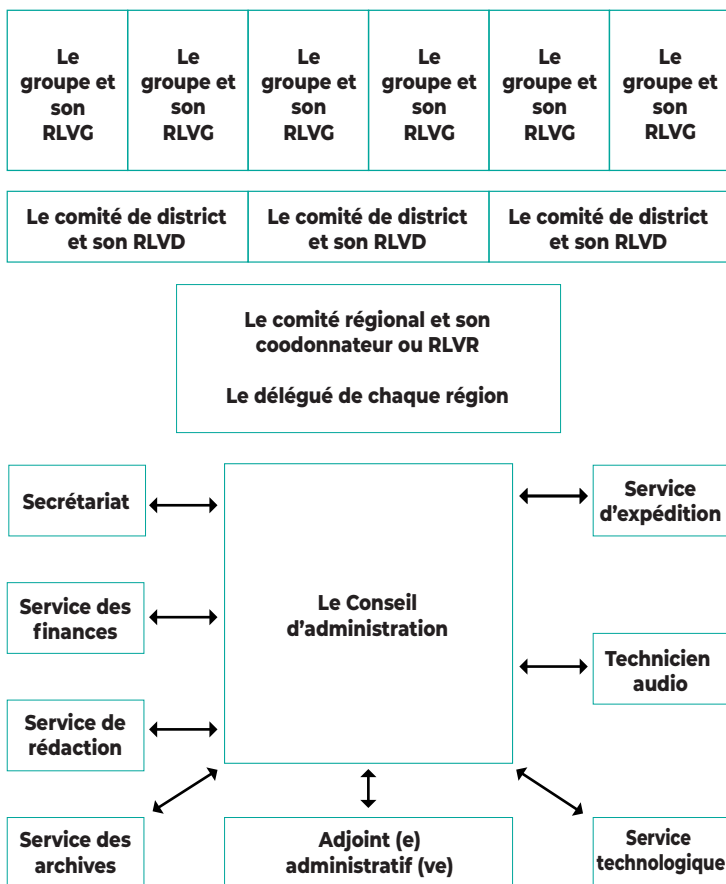 Le
groupe et
son
RLVG
Le
groupe et
son
RLVG
Le
groupe et
son
RLVG
Le
groupe et
son
RLVG
Le
groupe et
son
RLVG
Le
groupe et
son
RLVG
Le comité de district
et son RLVD
Le comité de district
et son RLVD
Le comité de district
et son RLVD
Le comité régional et son
coodonnateur ou RLVR
Le délégué de chaque région
Secrétariat
Service des
finances
Service de
rédaction
Service des
archives
Le Conseil
d’administration
Adjoint (e)
administratif (ve)
Service
d’expédition
Technicien
audio
Service
technologique